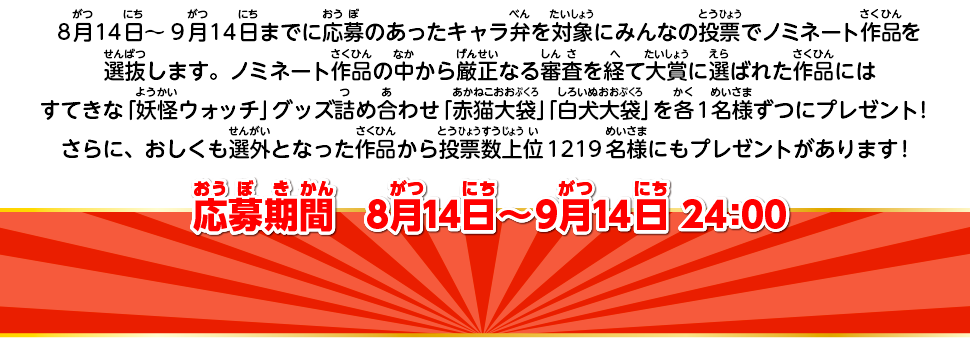 8月14日～9月14日までに応募のあったキャラ弁を対象にみんなの投票でノミネート作品を
選抜します。ノミネート作品の中から厳正なる審査を経て大賞に選ばれた作品には
すてきな「妖怪ウォッチ」グッズ詰め合わせ「赤猫大袋」「白犬大袋」を各1名様ずつにプレゼント!
さらに、おしくも選外となった作品から投票数上位1219名様にもプレゼントがあります!
応募期間 8月14日～9月14日 24:00